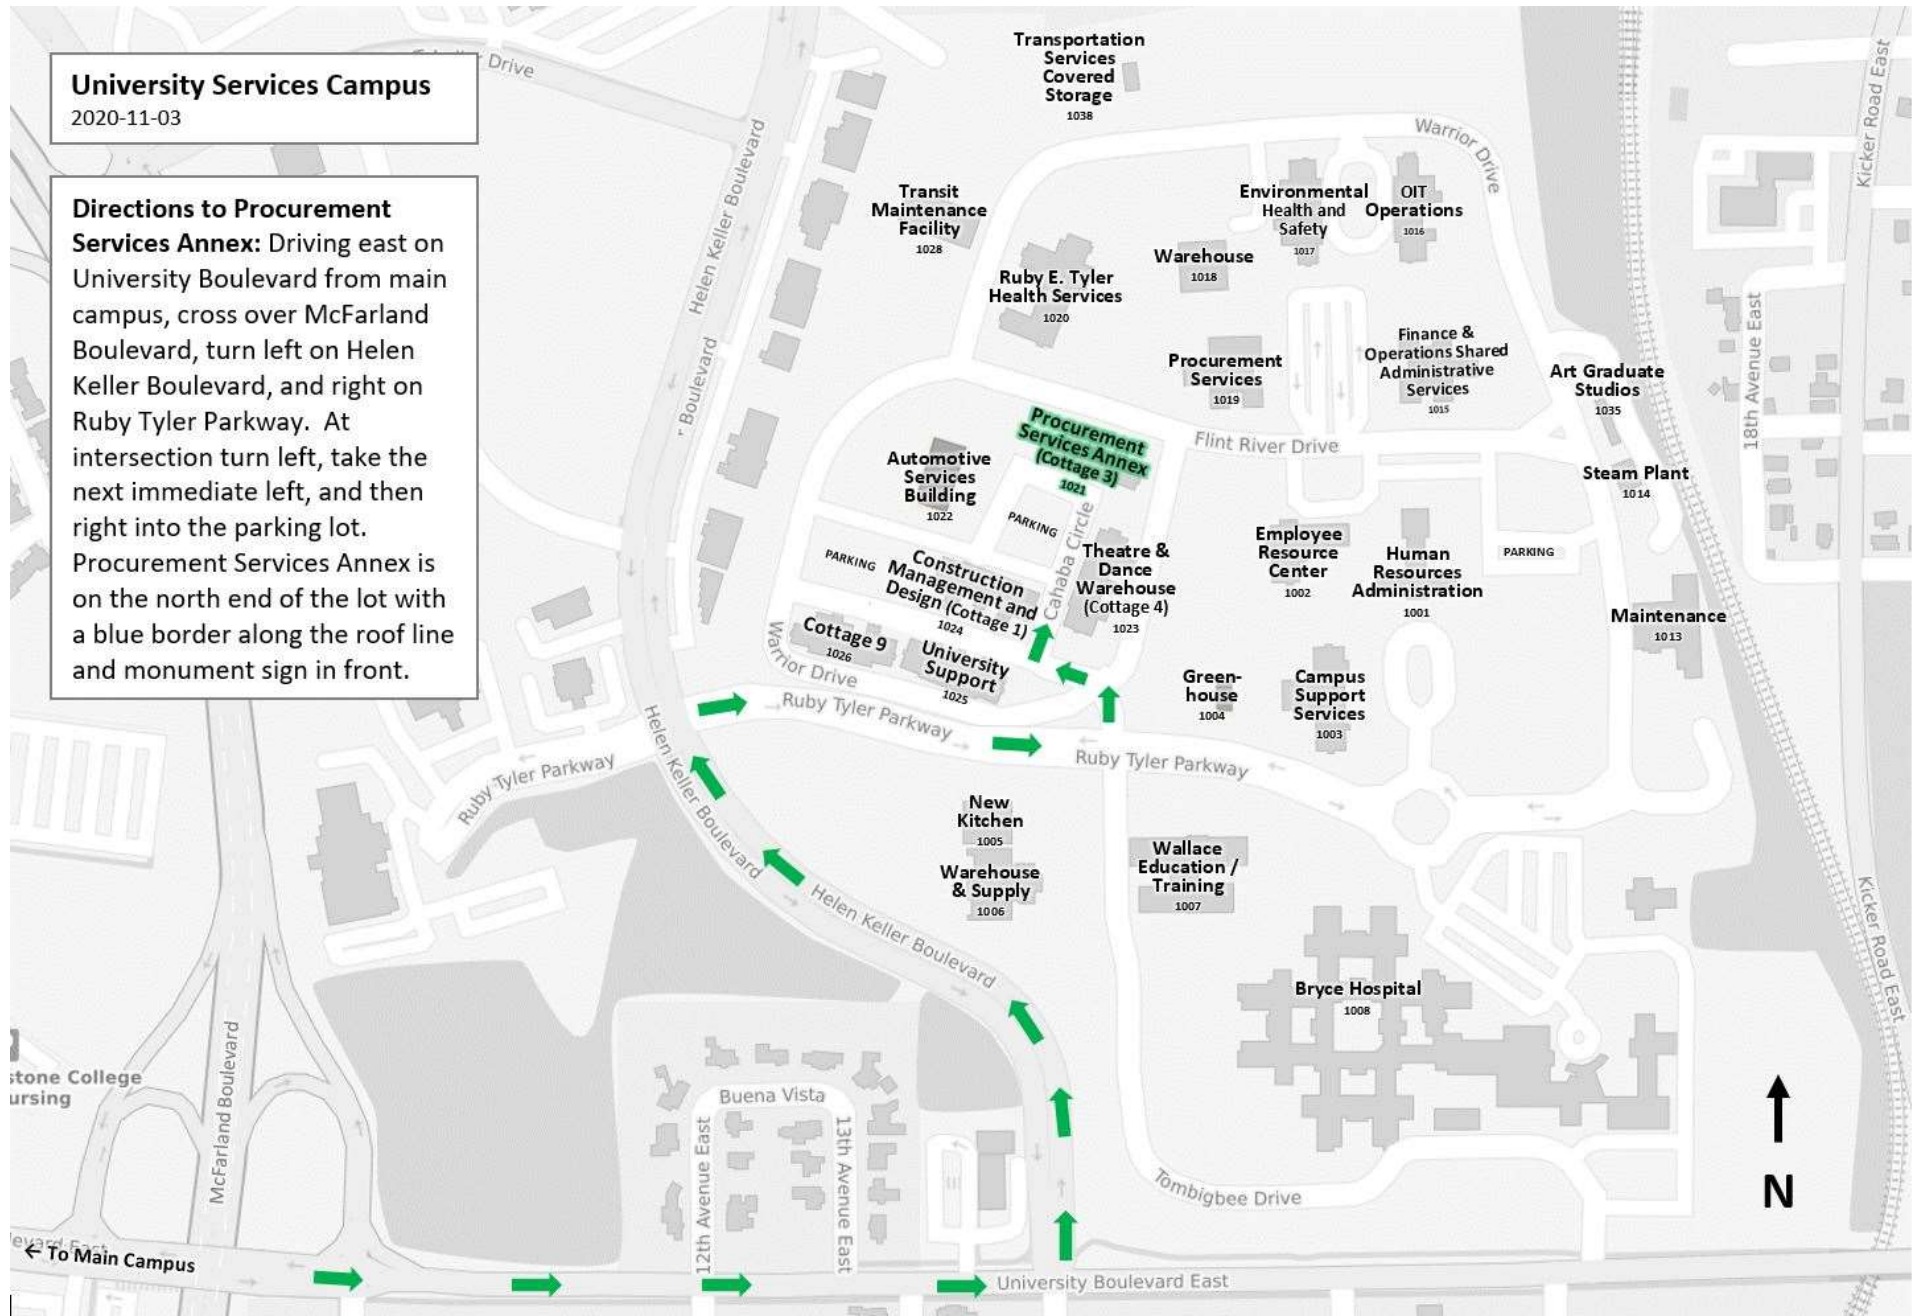 University Services Campus
2020-11-03
Directions to Procurement
Services Annex: Driving east on
University Boulevard from main
campus, cross over McFarland
Boulevard, turn left on Helen
Keller Boulevard, and right on
Ruby Tyler Parkway. At
intersection turn left, take the
next immediate left, and then
right into the parking lot.
Procurement Services Annex is
on the north end of the lot with
a blue border along the roof line
and monument sign in front.
Drive
Helen Keller Boulevard
Boulevard
Transportation
Services
Covered
Storage
1038
Warrior Drive
Kicker Road East
Transit
Maintenance
Facility
1028
Environmental
Health and
Safety
1017
OIT
Operations
1016
Warehouse
1018
Ruby E. Tyler
Health Services
1020
18th Avenue East
Procurement
Services
1019
Finance &
Operations Shared
Administrative
Services
1015
Art Graduate
Studios
1035
Procurement
Services Annex
(Cottage 3)
1021
Flint River Drive
Automotive
Services
Building
1022
Steam Plant
1014
PARKING
Cahaba Circle
PARKING
Construction
Management and
Design (Cottage 1)
1024
Theatre &
Dance
Warehouse
(Cottage 4)
1023
Employee
Resource
Center
1002
Human
Resources
Administration
1001
PARKING
Maintenance
1013
Cottage 9
1026
University
Support
1025
Warrior Drive
Green-
house
1004
Campus
Support
Services
1003
Ruby Tyler Parkway
Ruby Tyler Parkway
Ruby Tyler Parkway
Helen Keller Boulevard
New
Kitchen
1005
Warehouse
& Supply
1006
Wallace
Education /
Training
1007
Helen Keller Boulevard
Kicker Road East
Bryce Hospital
1008
stone College
ursing
McFarland Boulevard
Buena Vista
12th Avenue East
13th Avenue East
Tombigbee Drive
N
← To Main Campus
University Boulevard East